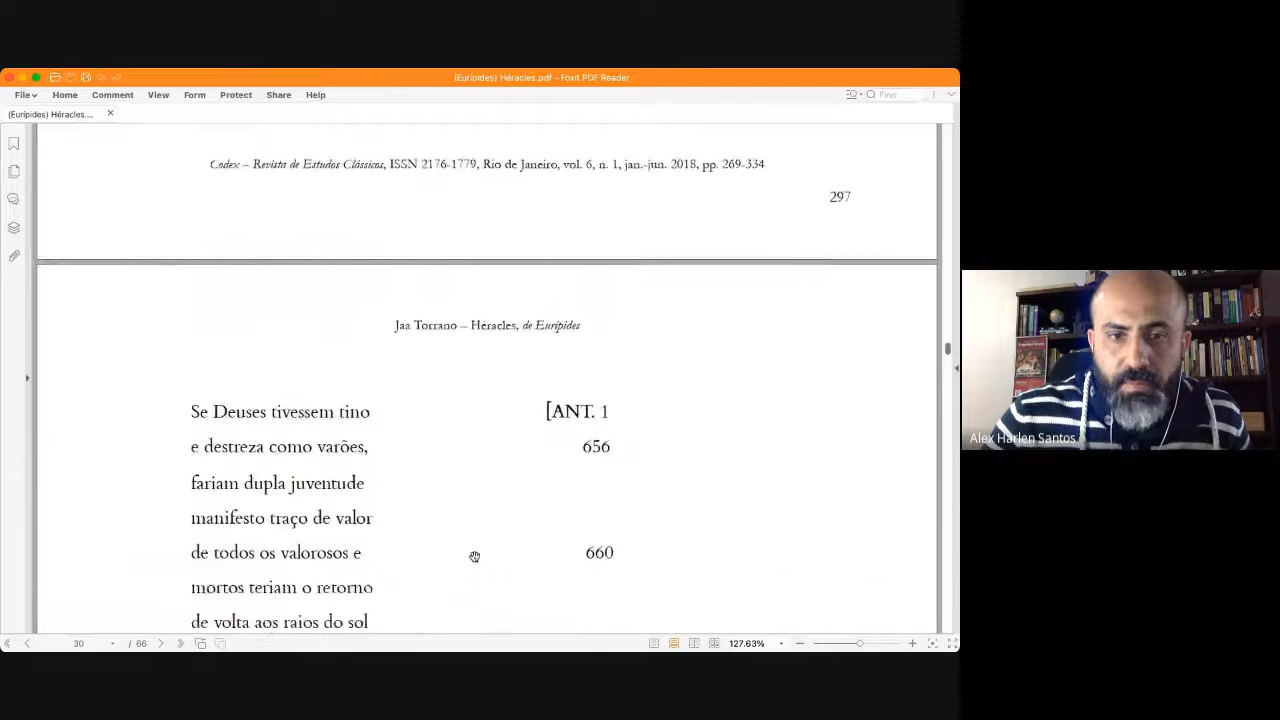 (Eurípides) Héracles.pdf - Foxit PDF Reader
File Home Comment View Form Protect Share Help
Find
(Eurípides) Héracles....
Codex – Revista de Estudos Clássicos, ISSN 2176-1779, Rio de Janeiro, vol. 6, n. 1, jan.-jun. 2018, pp. 269-334
297
Jaa Torrano – Héracles, de Eurípides
Se Deuses tivessem tino [ANT. 1
e destreza como varões, 656
fariam dupla juventude
manifesto traço de valor
de todos os valorosos e 660
mortos teriam o retorno
de volta aos raios do sol
Alex Harlen Santos
30 / 66 127.63%